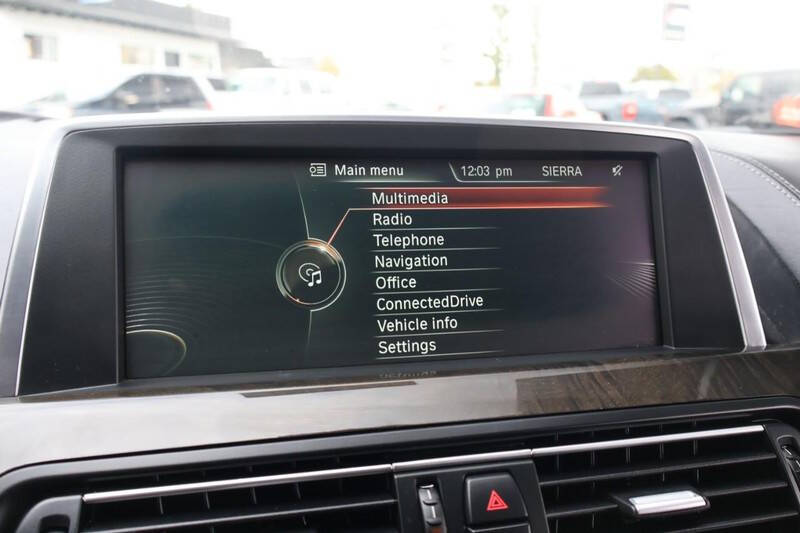 Main menu 12:03 pm SIERRA
Multimedia
Radio
Telephone
Navigation
Office
ConnectedDrive
Vehicle info
Settings